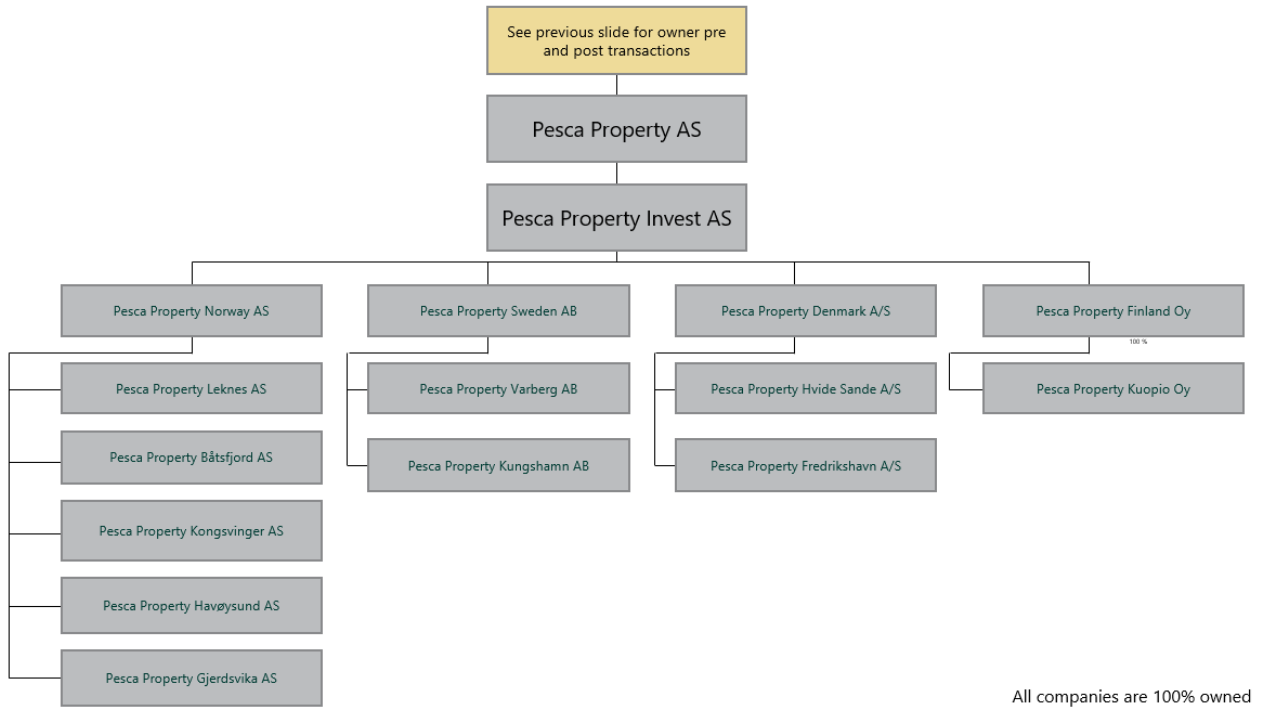 See previous slide for owner pre
and post transactions
Pesca Property AS
Pesca Property Invest AS
Pesca Property Norway AS
Pesca Property Sweden AB
Pesca Property Denmark A/S
Pesca Property Finland Oy
100 %
Pesca Property Leknes AS
Pesca Property Varberg AB
Pesca Property Hvide Sande A/S
Pesca Property Kuopio Oy
Pesca Property Båtsfjord AS
Pesca Property Kungshamn AB
Pesca Property Fredrikshavn A/S
Pesca Property Kongsvinger AS
Pesca Property Havøysund AS
Pesca Property Gjerdsvika AS
All companies are 100% owned